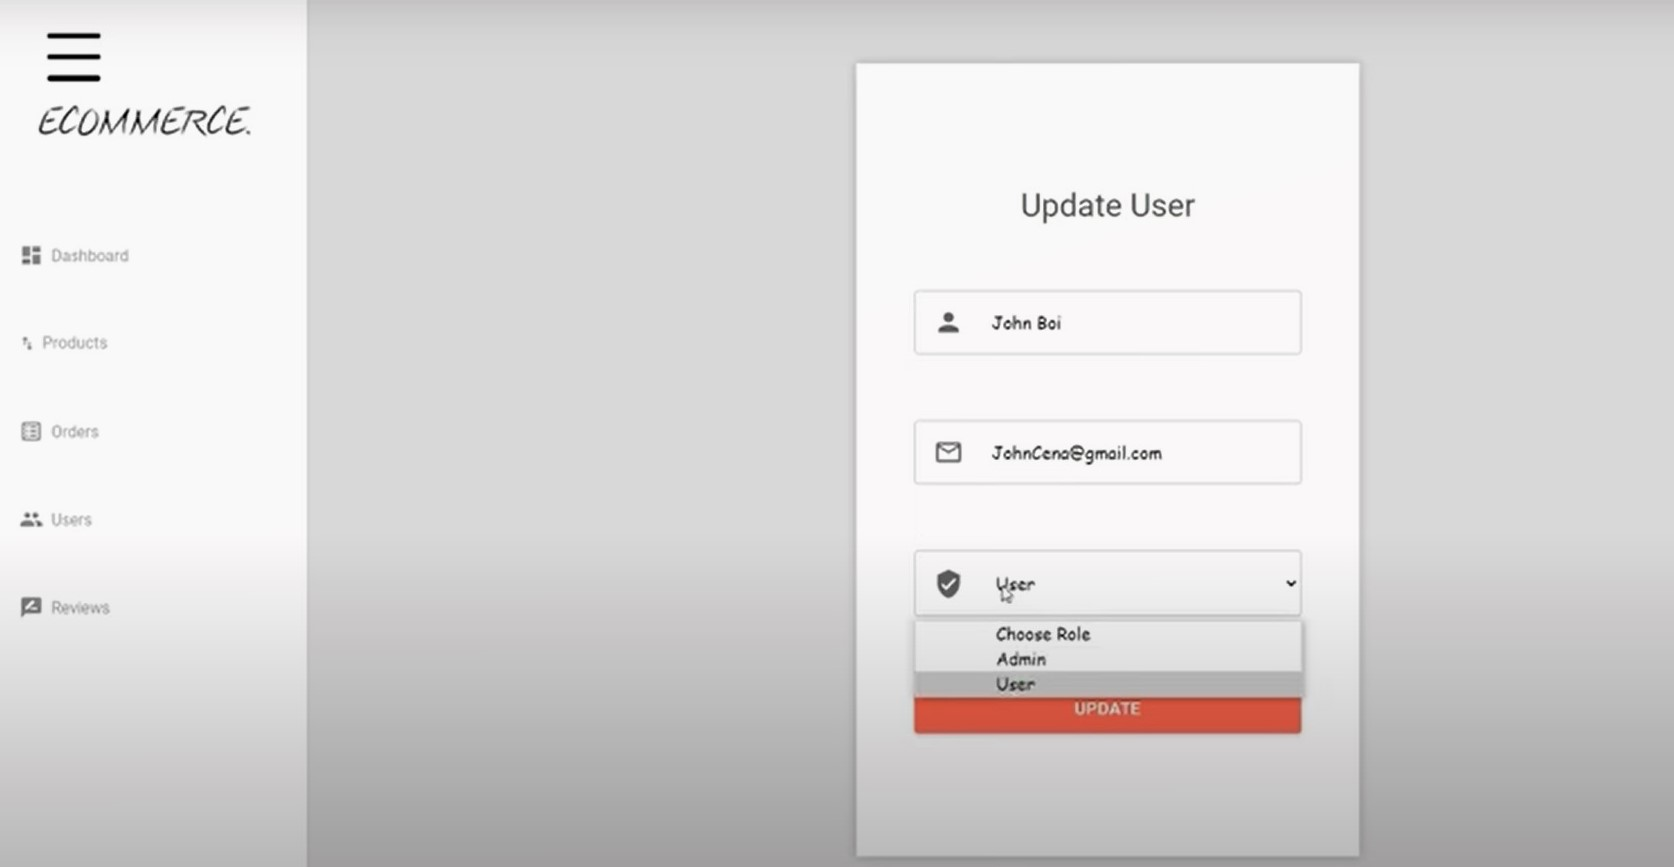 ECOMMERCE.
Dashboard
Products
Orders
Users
Reviews
Update User
John Boi
JohnCena@gmail.com
User
Choose Role
Admin
User
UPDATE